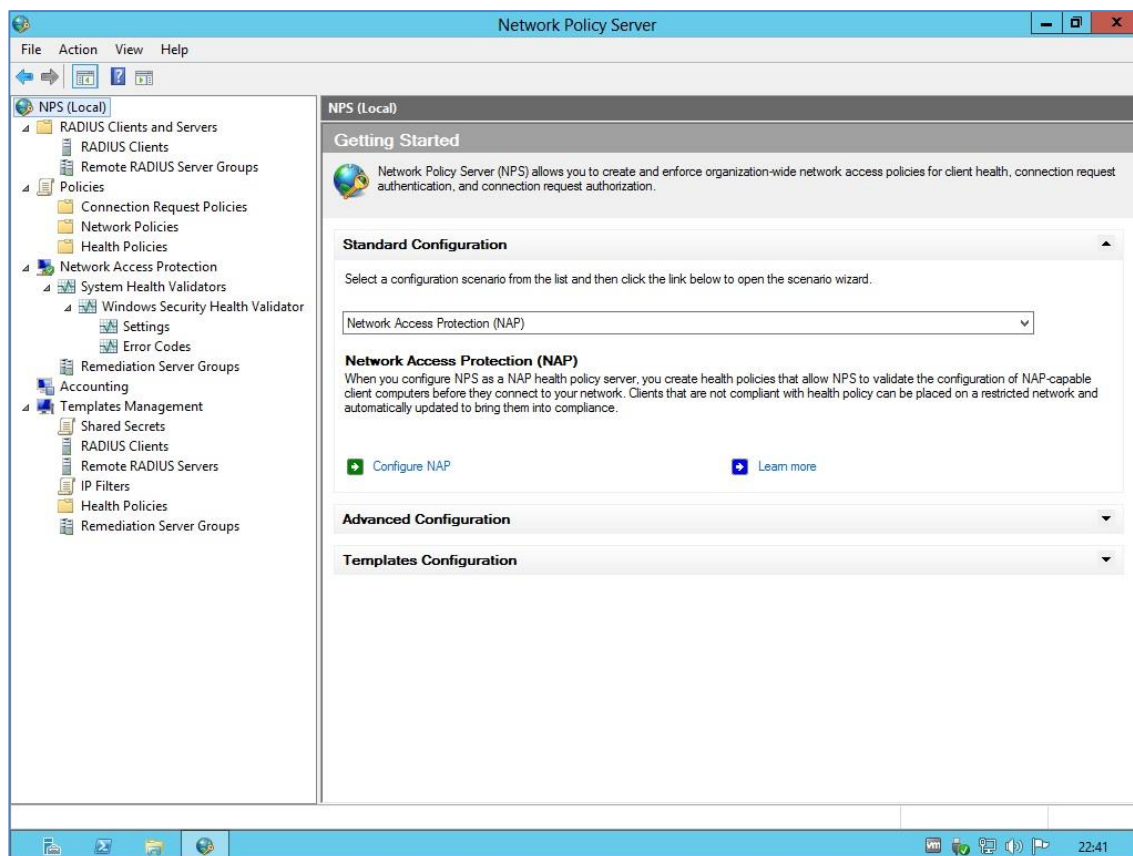 Network Policy Server
File Action View Help
NPS (Local)
RADIUS Clients and Servers
RADIUS Clients
Remote RADIUS Server Groups
Policies
Connection Request Policies
Network Policies
Health Policies
Network Access Protection
System Health Validators
Windows Security Health Validator
Settings
Error Codes
Remediation Server Groups
Accounting
Templates Management
Shared Secrets
RADIUS Clients
Remote RADIUS Servers
IP Filters
Health Policies
Remediation Server Groups
NPS (Local)
Getting Started
Network Policy Server (NPS) allows you to create and enforce organization-wide network access policies for client health, connection request
authentication, and connection request authorization.
Standard Configuration
Select a configuration scenario from the list and then click the link below to open the scenario wizard.
Network Access Protection (NAP)
Network Access Protection (NAP)
When you configure NPS as a NAP health policy server, you create health policies that allow NPS to validate the configuration of NAP-capable
client computers before they connect to your network. Clients that are not compliant with health policy can be placed on a restricted network and
automatically updated to bring them into compliance.
Configure NAP Learn more
Advanced Configuration
Templates Configuration
vm 22:41